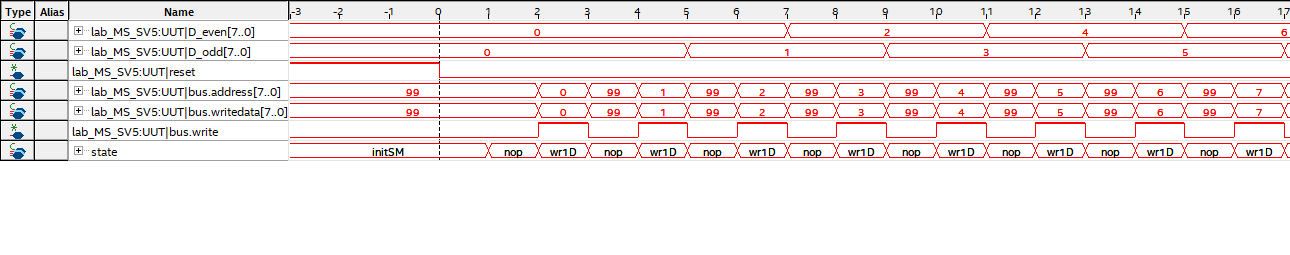 Type Alias Name -3 -2 -1 0 1 2 3 4 5 6 7 8 9 10 11 12 13 14 15 16 17
lab_MS_SV5:UUT|D_even[7..0] 0 2 4 6
lab_MS_SV5:UUT|D_odd[7..0] 0 1 3 5
lab_MS_SV5:UUT|reset
lab_MS_SV5:UUT|bus.address[7..0] 99 0 99 1 99 2 99 3 99 4 99 5 99 6 99 7
lab_MS_SV5:UUT|bus.writedata[7..0] 99 0 99 1 99 2 99 3 99 4 99 5 99 6 99 7
lab_MS_SV5:UUT|bus.write
state initSM nop wr1D nop wr1D nop wr1D nop wr1D nop wr1D nop wr1D nop wr1D nop wr1D